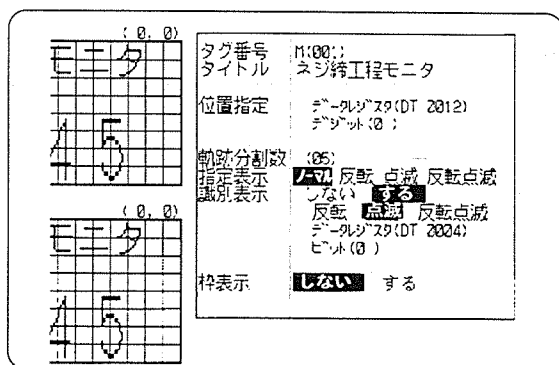 (0, 0)
モニタ
4 5
(0, 0)
モニタ
4 5
タグ番号 M(001)
タイトル ネジ締工程モニタ
位置指定 データレジスタ(DT 2012)
デジット(0 )
軌跡分割数 (05)
指定表示 ノーマル 反転 点滅 反転点滅
識別表示 しない する
反転 点滅 反転点滅
データレジスタ(DT 2004)
ビット(0 )
枠表示 しない する